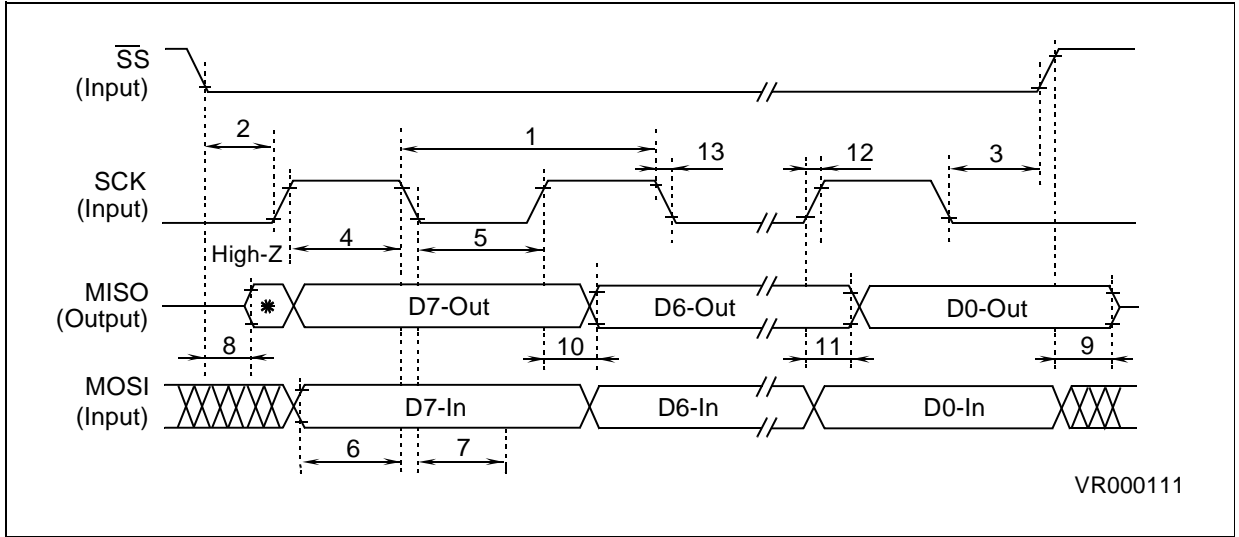 SS
(Input)
2
1
13
12
3
SCK
(Input)
High-Z
4
5
MISO
(Output)
*
D7-Out
D6-Out
D0-Out
8
10
11
9
MOSI
(Input)
D7-In
D6-In
D0-In
6
7
VR000111